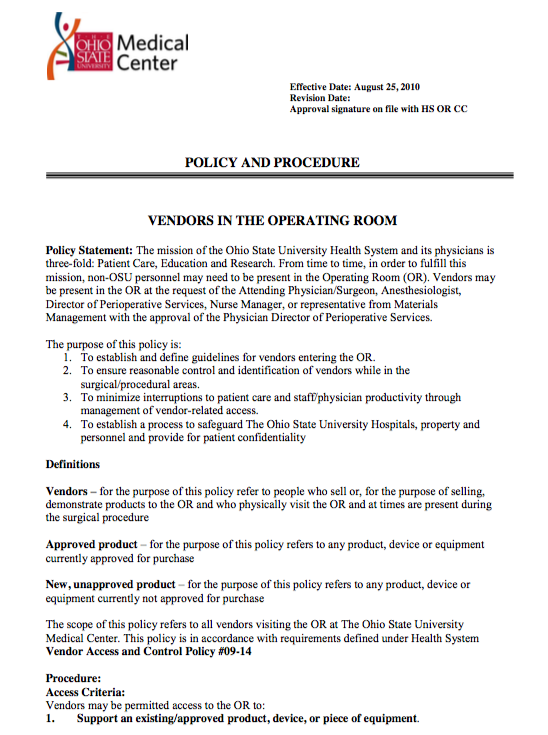 THE
OHIO
STATE
UNIVERSITY
Medical
Center
Effective Date: August 25, 2010
Revision Date:
Approval signature on file with HS OR CC
POLICY AND PROCEDURE
VENDORS IN THE OPERATING ROOM
Policy Statement: The mission of the Ohio State University Health System and its physicians is
three-fold: Patient Care, Education and Research. From time to time, in order to fulfill this
mission, non-OSU personnel may need to be present in the Operating Room (OR). Vendors may
be present in the OR at the request of the Attending Physician/Surgeon, Anesthesiologist,
Director of Perioperative Services, Nurse Manager, or representative from Materials
Management with the approval of the Physician Director of Perioperative Services.
The purpose of this policy is:
1. To establish and define guidelines for vendors entering the OR.
2. To ensure reasonable control and identification of vendors while in the
surgical/procedural areas.
3. To minimize interruptions to patient care and staff/physician productivity through
management of vendor-related access.
4. To establish a process to safeguard The Ohio State University Hospitals, property and
personnel and provide for patient confidentiality
Definitions
Vendors – for the purpose of this policy refer to people who sell or, for the purpose of selling,
demonstrate products to the OR and who physically visit the OR and at times are present during
the surgical procedure
Approved product – for the purpose of this policy refers to any product, device or equipment
currently approved for purchase
New, unapproved product – for the purpose of this policy refers to any product, device or
equipment currently not approved for purchase
The scope of this policy refers to all vendors visiting the OR at The Ohio State University
Medical Center. This policy is in accordance with requirements defined under Health System
Vendor Access and Control Policy #09-14
Procedure:
Access Criteria:
Vendors may be permitted access to the OR to:
1. Support an existing/approved product, device, or piece of equipment.